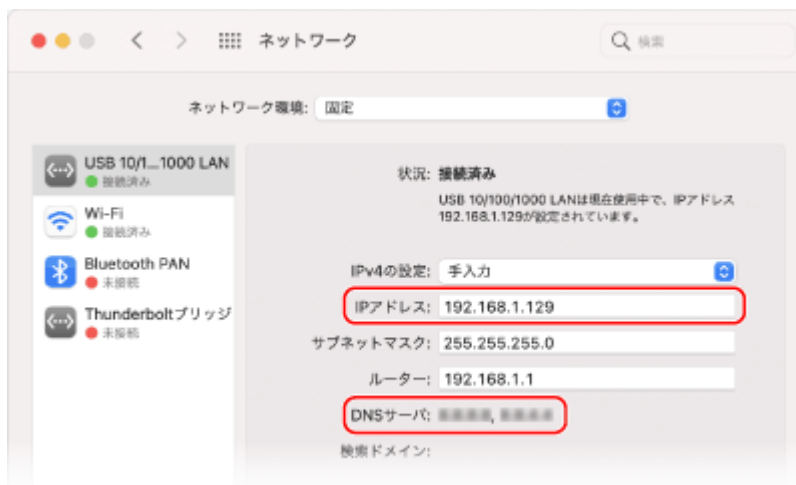 ネットワーク
検索
ネットワーク環境: 固定
USB 10/1...1000 LAN
接続済み
Wi-Fi
接続済み
Bluetooth PAN
未接続
Thunderboltブリッジ
未接続
状況: 接続済み
USB 10/100/1000 LANは現在使用中で、IPアドレス
192.168.1.129が設定されています。
IPv4の設定: 手入力
IPアドレス: 192.168.1.129
サブネットマスク: 255.255.255.0
ルーター: 192.168.1.1
DNSサーバ:
検索ドメイン: